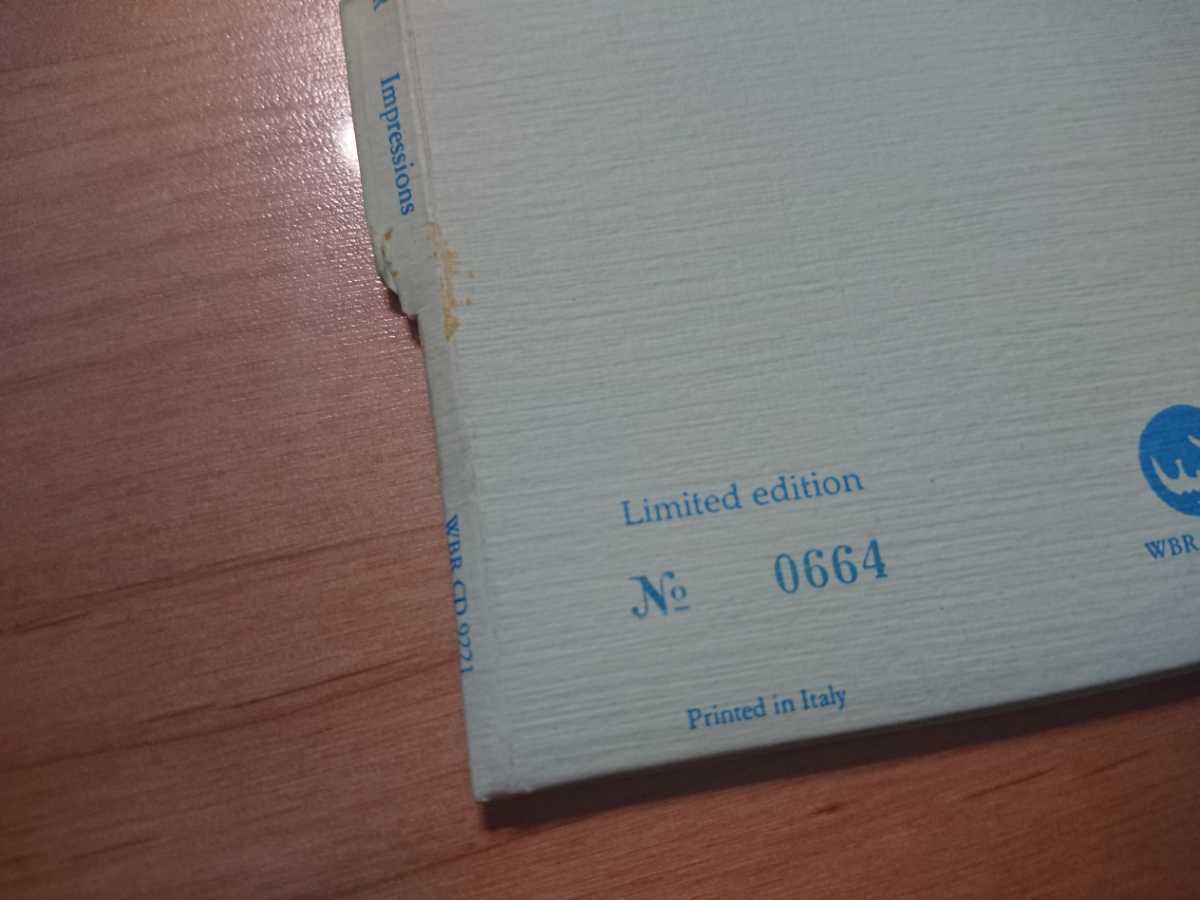 Impressions
WBR CD 9221
Limited edition
№ 0664
Printed in Italy
WBR